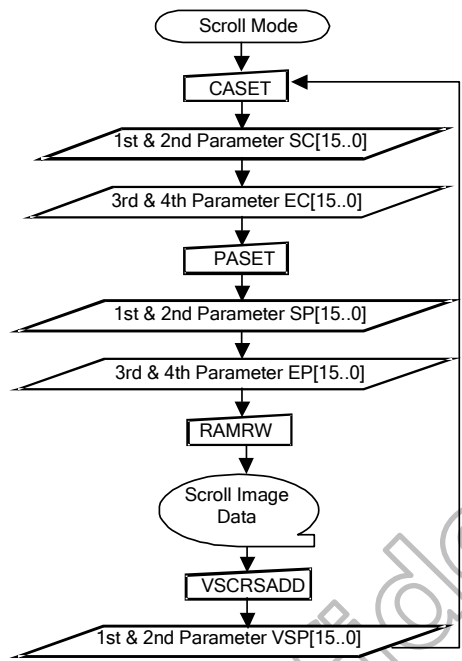 Scroll Mode
CASET
1st & 2nd Parameter SC[15..0]
3rd & 4th Parameter EC[15..0]
PASET
1st & 2nd Parameter SP[15..0]
3rd & 4th Parameter EP[15..0]
RAMRW
Scroll Image
Data
VSCRSADD
1st & 2nd Parameter VSP[15..0]